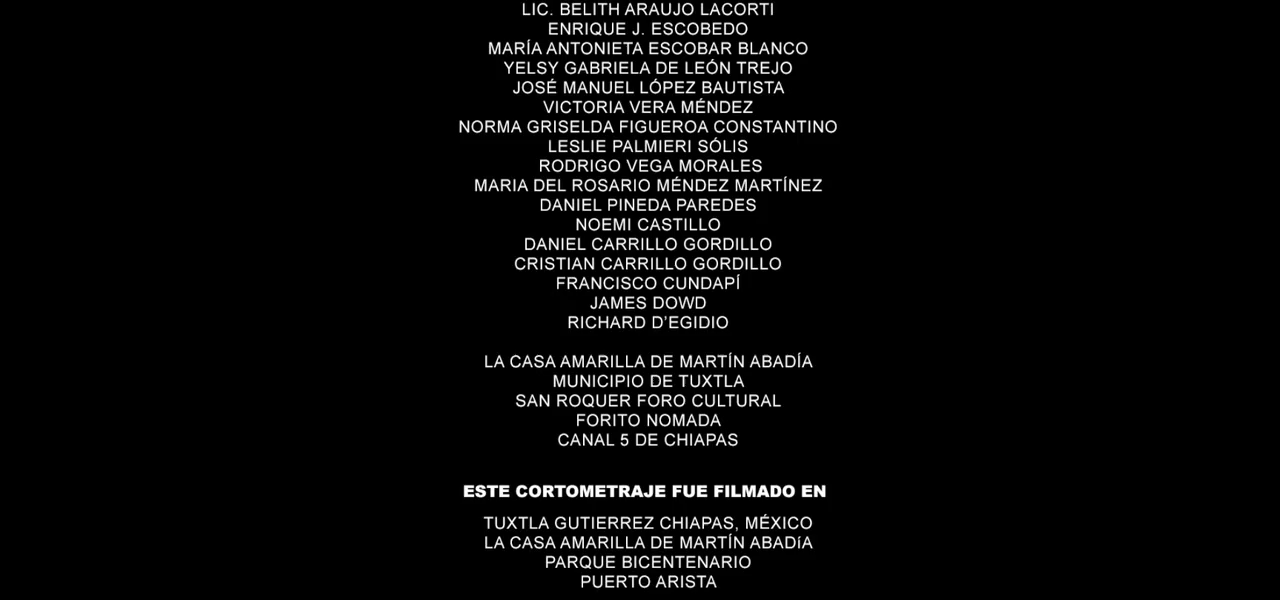 LIC. BELITH ARAUJO LACORTI
ENRIQUE J. ESCOBEDO
MARÍA ANTONIETA ESCOBAR BLANCO
YELSY GABRIELA DE LEÓN TREJO
JOSÉ MANUEL LÓPEZ BAUTISTA
VICTORIA VERA MÉNDEZ
NORMA GRISELDA FIGUEROA CONSTANTINO
LESLIE PALMIERI SÓLIS
RODRIGO VEGA MORALES
MARIA DEL ROSARIO MÉNDEZ MARTÍNEZ
DANIEL PINEDA PAREDES
NOEMI CASTILLO
DANIEL CARRILLO GORDILLO
CRISTIAN CARRILLO GORDILLO
FRANCISCO CUNDAPÍ
JAMES DOWD
RICHARD D’EGIDIO
LA CASA AMARILLA DE MARTÍN ABADÍA
MUNICIPIO DE TUXTLA
SAN ROQUER FORO CULTURAL
FORITO NOMADA
CANAL 5 DE CHIAPAS
ESTE CORTOMETRAJE FUE FILMADO EN
TUXTLA GUTIERREZ CHIAPAS, MÉXICO
LA CASA AMARILLA DE MARTÍN ABADíA
PARQUE BICENTENARIO
PUERTO ARISTA